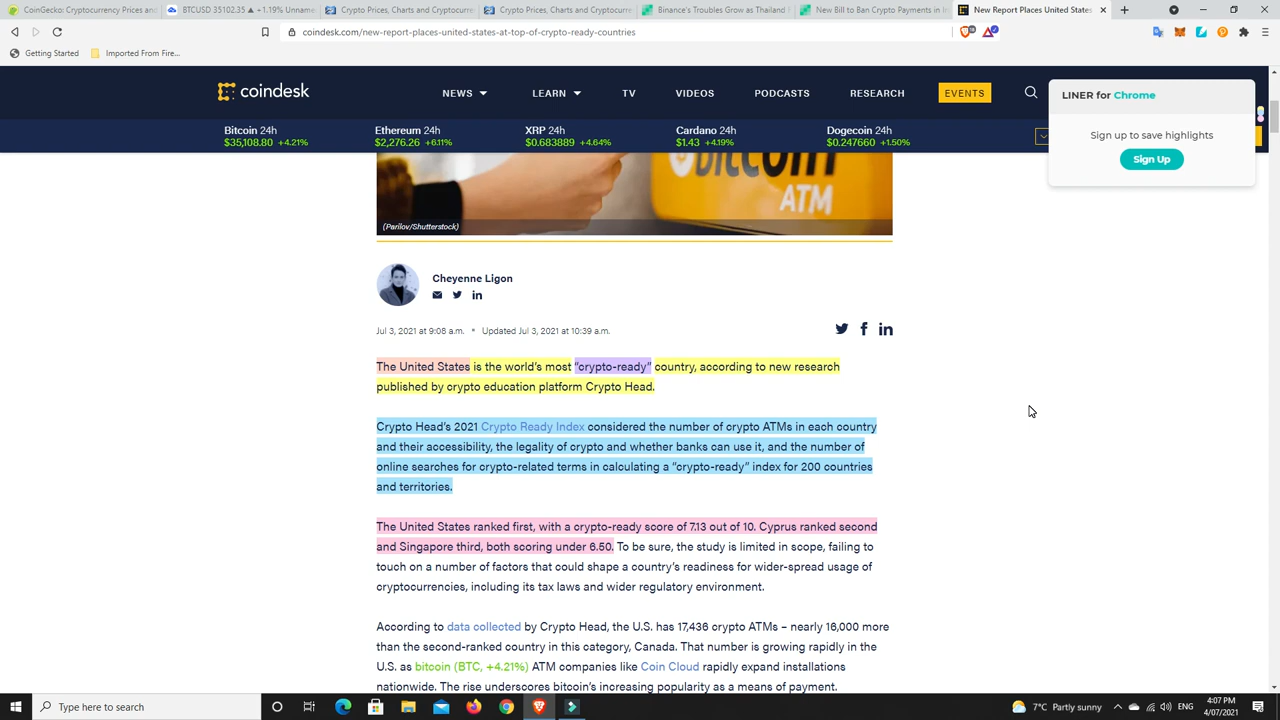 CoinGecko: Cryptocurrency Prices and
BTCUSD 35102.35 ▲ +1.19% Unname
Crypto Prices, Charts and Cryptocurre
Crypto Prices, Charts and Cryptocurr
Binance's Troubles Grow as Thailand
New Bill to Ban Crypto Payments in
New Report Places United States
coindesk.com/new-report-places-united-states-at-top-of-crypto-ready-countries
Getting Started
Imported From Fire...
coindesk
NEWS
LEARN
TV
VIDEOS
PODCASTS
RESEARCH
EVENTS
LINER for Chrome
Sign up to save highlights
Sign Up
Bitcoin 24h
$35,108.80 +4.21%
Ethereum 24h
$2,276.26 +6.11%
XRP 24h
$0.683889 +4.64%
Cardano 24h
$1.43 +4.19%
Dogecoin 24h
$0.247660 +1.50%
BITCOIN
ATM
(Parilov/Shutterstock)
Cheyenne Ligon
Jul 3, 2021 at 9:08 a.m. • Updated Jul 3, 2021 at 10:39 a.m.
The United States is the world's most "crypto-ready" country, according to new research
published by crypto education platform Crypto Head.
Crypto Head's 2021 Crypto Ready Index considered the number of crypto ATMs in each country
and their accessibility, the legality of crypto and whether banks can use it, and the number of
online searches for crypto-related terms in calculating a "crypto-ready" index for 200 countries
and territories.
The United States ranked first, with a crypto-ready score of 7.13 out of 10. Cyprus ranked second
and Singapore third, both scoring under 6.50. To be sure, the study is limited in scope, failing to
touch on a number of factors that could shape a country's readiness for wider-spread usage of
cryptocurrencies, including its tax laws and wider regulatory environment.
According to data collected by Crypto Head, the U.S. has 17,436 crypto ATMs – nearly 16,000 more
than the second-ranked country in this category, Canada. That number is growing rapidly in the
U.S. as bitcoin (BTC, +4.21%) ATM companies like Coin Cloud rapidly expand installations
nationwide. The rise underscores bitcoin's increasing popularity as a means of payment.
Type here to search
7°C Partly sunny
4:07 PM
4/07/2021